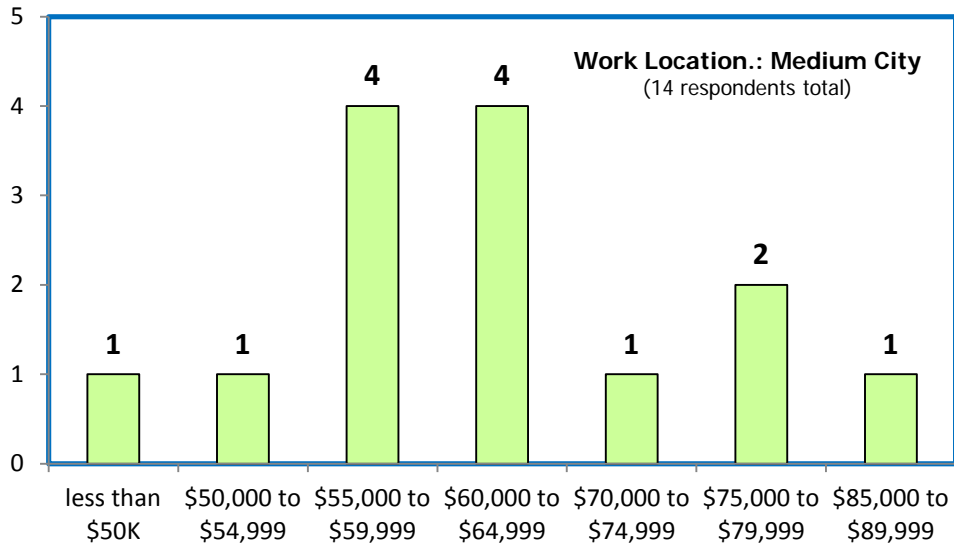 5
Work Location.: Medium City
(14 respondents total)
4
4
4
3
2
2
1
1
1
1
1
0
less than
$50K
$50,000 to
$54,999
$55,000 to
$59,999
$60,000 to
$64,999
$70,000 to
$74,999
$75,000 to
$79,999
$85,000 to
$89,999